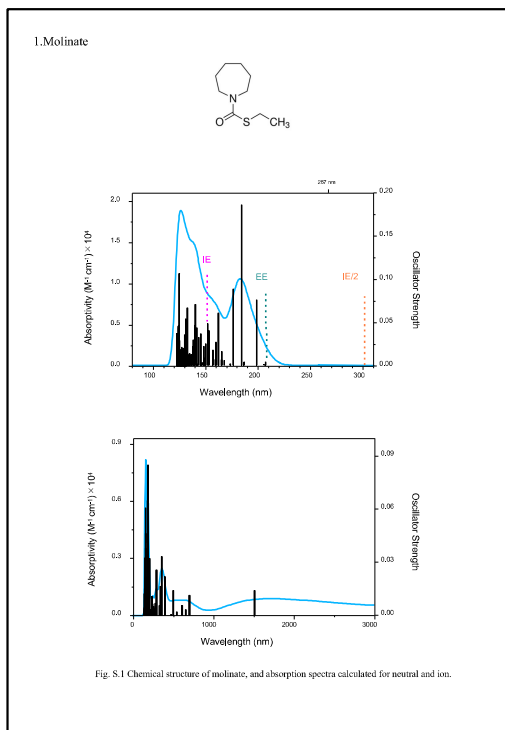 1.Molinate
N
O
S
CH₃
267 nm
2.0
1.5
1.0
0.5
0.0
0.20
0.15
0.10
0.05
0.00
IE
EE
IE/2
100
150
200
250
300
Absorptivity (M⁻¹ cm⁻¹) × 10⁴
Oscillator Strength
Wavelength (nm)
0.9
0.6
0.3
0.0
0.09
0.06
0.03
0.00
0
1000
2000
3000
Absorptivity (M⁻¹ cm⁻¹) × 10⁴
Oscillator Strength
Wavelength (nm)
Fig. S.1 Chemical structure of molinate, and absorption spectra calculated for neutral and ion.